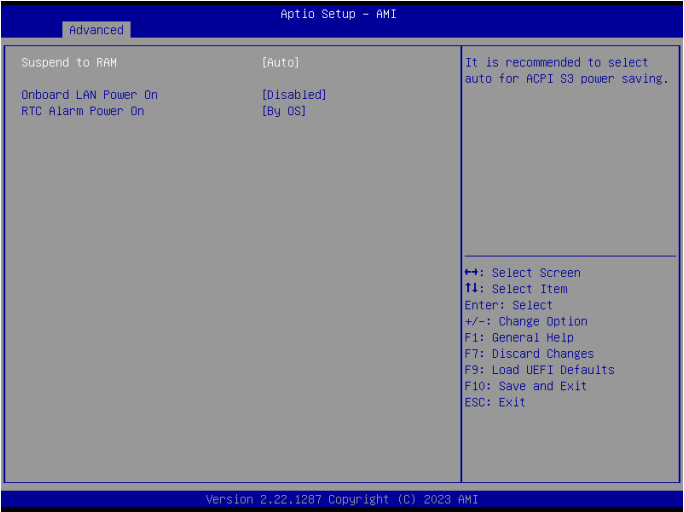 Aptio Setup – AMI
Advanced
Suspend to RAM [Auto]
Onboard LAN Power On [Disabled]
RTC Alarm Power On [By OS]
It is recommended to select
auto for ACPI S3 power saving.
↔: Select Screen
↑↓: Select Item
Enter: Select
+/-: Change Option
F1: General Help
F7: Discard Changes
F9: Load UEFI Defaults
F10: Save and Exit
ESC: Exit
Version 2.22.1287 Copyright (C) 2023 AMI